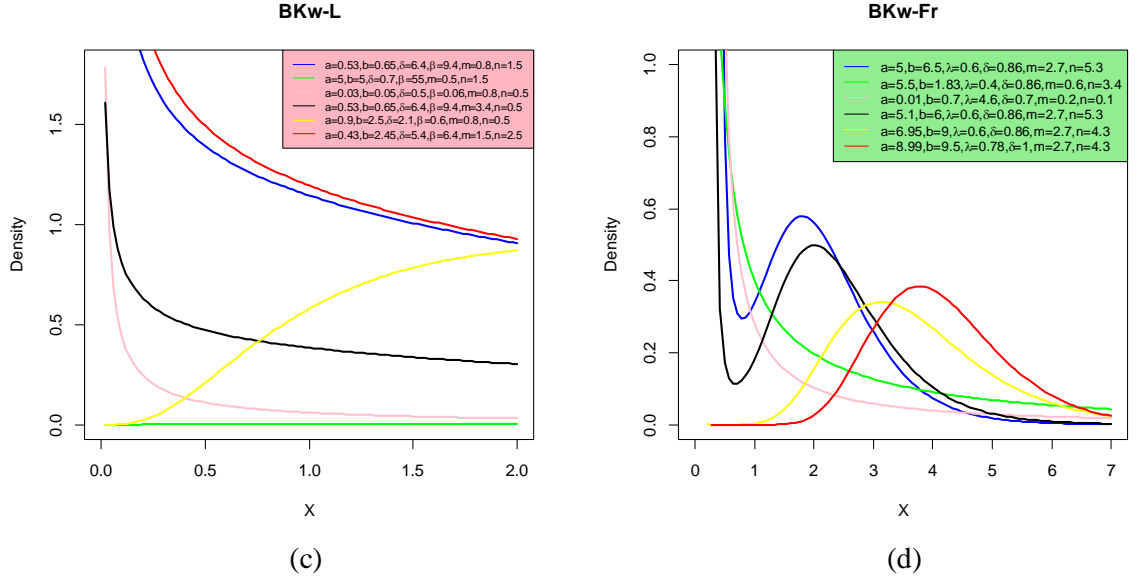 BKw-L
a=0.53,b=0.65,δ=6.4,β=9.4,m=0.8,n=1.5
a=5,b=5,δ=0.7,β=55,m=0.5,n=1.5
a=0.03,b=0.05,δ=0.5,β=0.06,m=0.8,n=0.5
a=0.53,b=0.65,δ=6.4,β=9.4,m=3.4,n=0.5
a=0.9,b=2.5,δ=2.1,β=0.6,m=0.8,n=0.5
a=0.43,b=2.45,δ=5.4,β=6.4,m=1.5,n=2.5
Density
1.5
1.0
0.5
0.0
0.0 0.5 1.0 1.5 2.0
X
(c)
BKw-Fr
a=5,b=6.5,λ=0.6,δ=0.86,m=2.7,n=5.3
a=5.5,b=1.83,λ=0.4,δ=0.86,m=0.6,n=3.4
a=0.01,b=0.7,λ=4.6,δ=0.7,m=0.2,n=0.1
a=5.1,b=6,λ=0.6,δ=0.86,m=2.7,n=5.3
a=6.95,b=9,λ=0.6,δ=0.86,m=2.7,n=4.3
a=8.99,b=9.5,λ=0.78,δ=1,m=2.7,n=4.3
Density
1.0
0.8
0.6
0.4
0.2
0.0
0 1 2 3 4 5 6 7
X
(d)